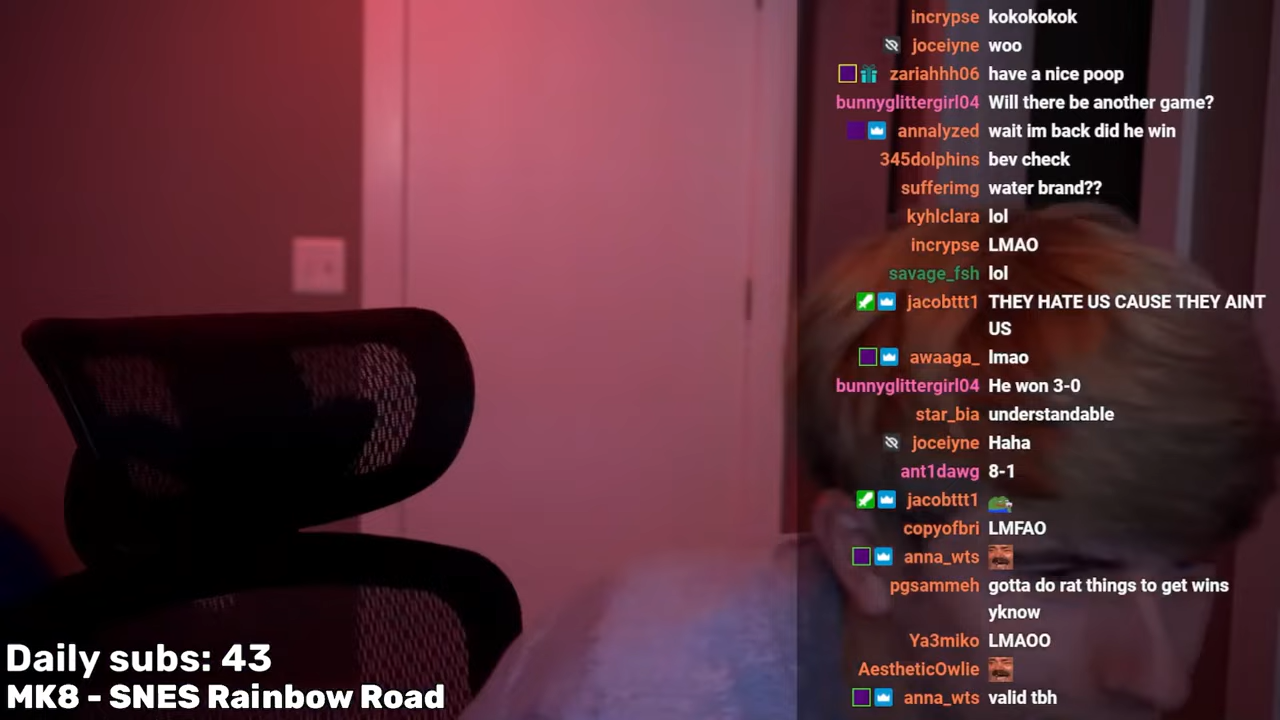 incrypse kokokokok
joceiyne woo
zariahhh06 have a nice poop
bunnyglittergirl04 Will there be another game?
annalyzed wait im back did he win
345dolphins bev check
sufferimg water brand??
kyhlclara lol
incrypse LMAO
savage_fsh lol
jacobttt1 THEY HATE US CAUSE THEY AINT
US
awaaga_ lmao
bunnyglittergirl04 He won 3-0
star_bia understandable
joceiyne Haha
ant1dawg 8-1
jacobttt1
copyofbri LMFAO
anna_wts
pgsammeh gotta do rat things to get wins
yknow
Ya3miko LMAOO
AestheticOwlie
anna_wts valid tbh
Daily subs: 43
MK8 - SNES Rainbow Road